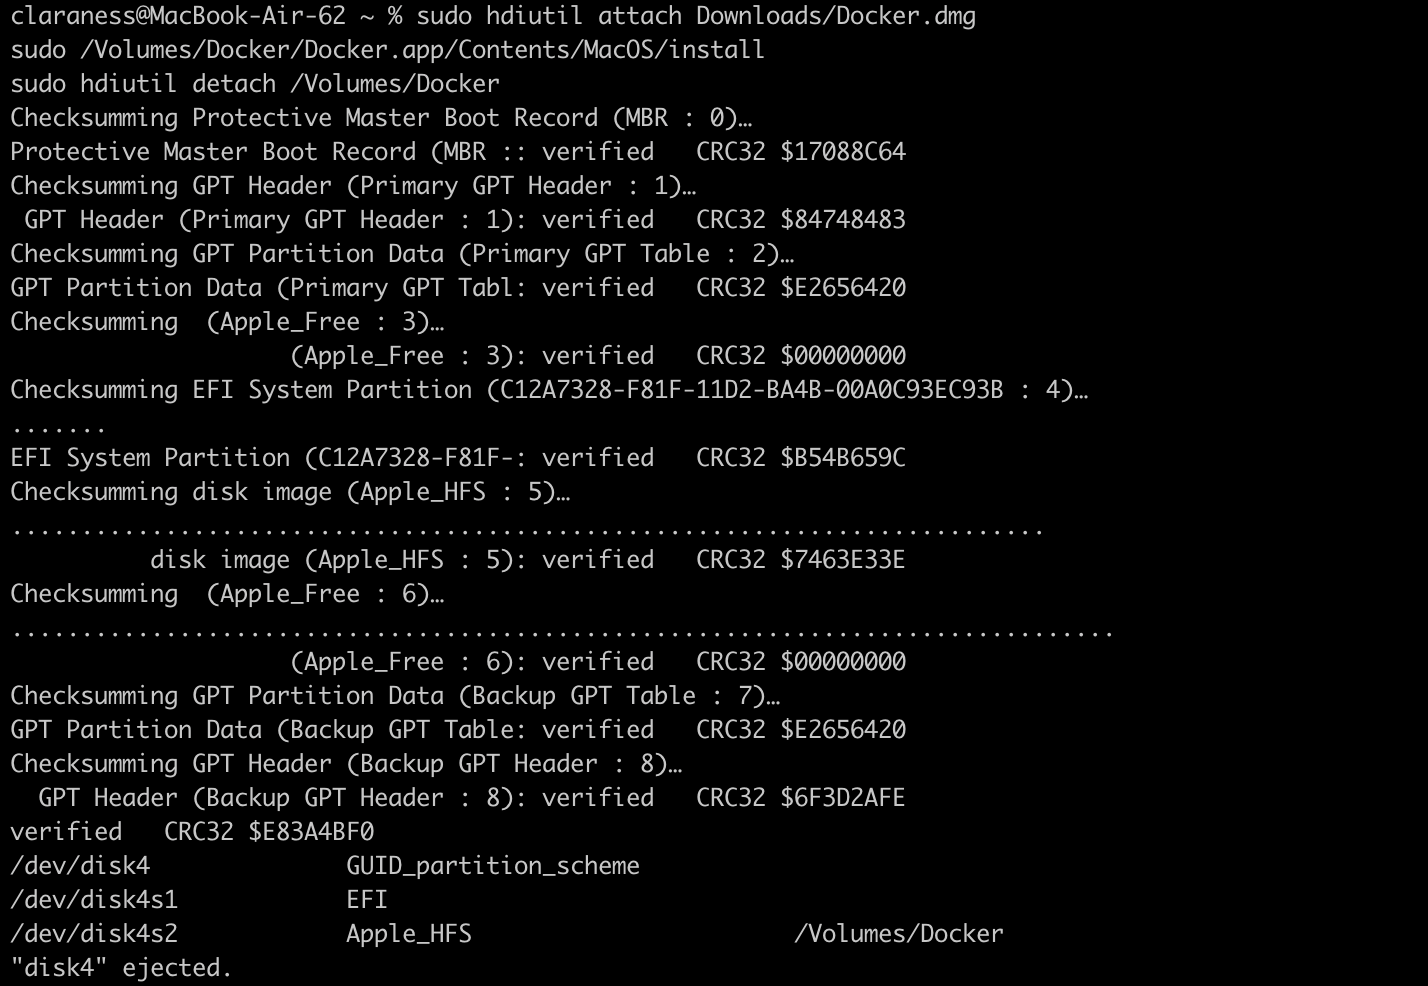 claraness@MacBook-Air-62 ~ % sudo hdiutil attach Downloads/Docker.dmg
sudo /Volumes/Docker/Docker.app/Contents/MacOS/install
sudo hdiutil detach /Volumes/Docker
Checksumming Protective Master Boot Record (MBR : 0)…
Protective Master Boot Record (MBR :: verified   CRC32 $17088C64
Checksumming GPT Header (Primary GPT Header : 1)…
 GPT Header (Primary GPT Header : 1): verified   CRC32 $84748483
Checksumming GPT Partition Data (Primary GPT Table : 2)…
GPT Partition Data (Primary GPT Tabl: verified   CRC32 $E2656420
Checksumming  (Apple_Free : 3)…
                    (Apple_Free : 3): verified   CRC32 $00000000
Checksumming EFI System Partition (C12A7328-F81F-11D2-BA4B-00A0C93EC93B : 4)…
.......
EFI System Partition (C12A7328-F81F-: verified   CRC32 $B54B659C
Checksumming disk image (Apple_HFS : 5)…
..........................................................................
          disk image (Apple_HFS : 5): verified   CRC32 $7463E33E
Checksumming  (Apple_Free : 6)…
...............................................................................
                    (Apple_Free : 6): verified   CRC32 $00000000
Checksumming GPT Partition Data (Backup GPT Table : 7)…
GPT Partition Data (Backup GPT Table: verified   CRC32 $E2656420
Checksumming GPT Header (Backup GPT Header : 8)…
  GPT Header (Backup GPT Header : 8): verified   CRC32 $6F3D2AFE
verified   CRC32 $E83A4BF0
/dev/disk4              GUID_partition_scheme
/dev/disk4s1            EFI
/dev/disk4s2            Apple_HFS                       /Volumes/Docker
"disk4" ejected.